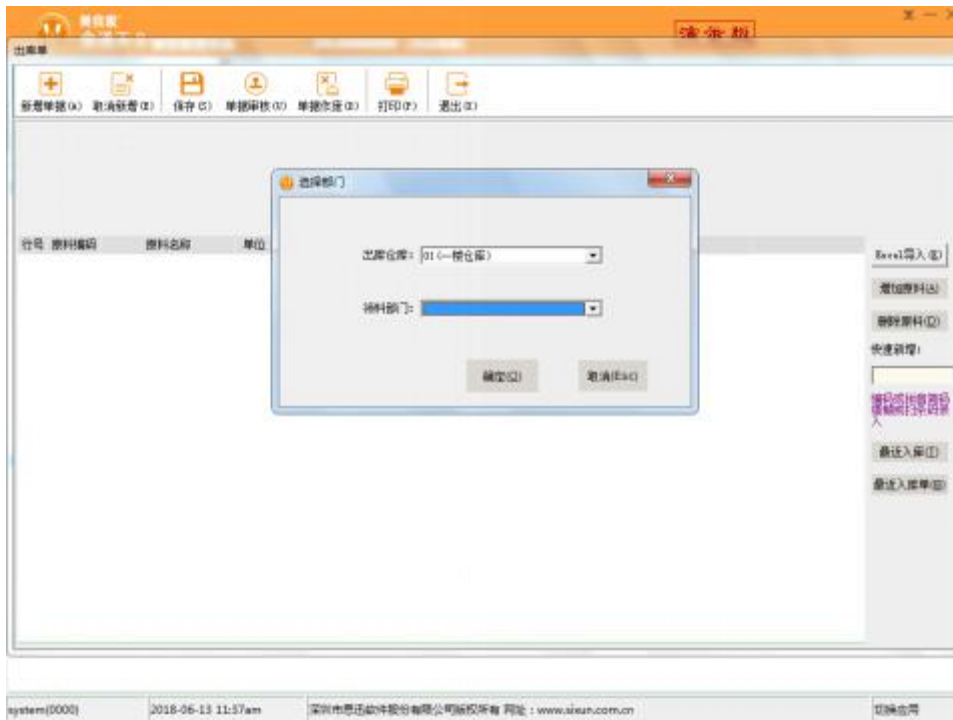 美食家
出库单
新增单据(A) 取消新增(X) 保存(S) 单据审核(V) 单据作废(D) 打印(P) 退出(X)
选择部门
行号 原料编码 原料名称 单位
出库仓库: 01(一楼仓库)
领料部门:
确定(Q) 取消(Esc)
Excel导入(E)
增加原料(A)
删除原料(D)
快速新增:
最近入库(I)
最近入库单(B)
system(0000) 2018-06-13 11:37am 深圳市思迅软件股份有限公司版权所有 网址:www.sixun.com.cn 切换应用